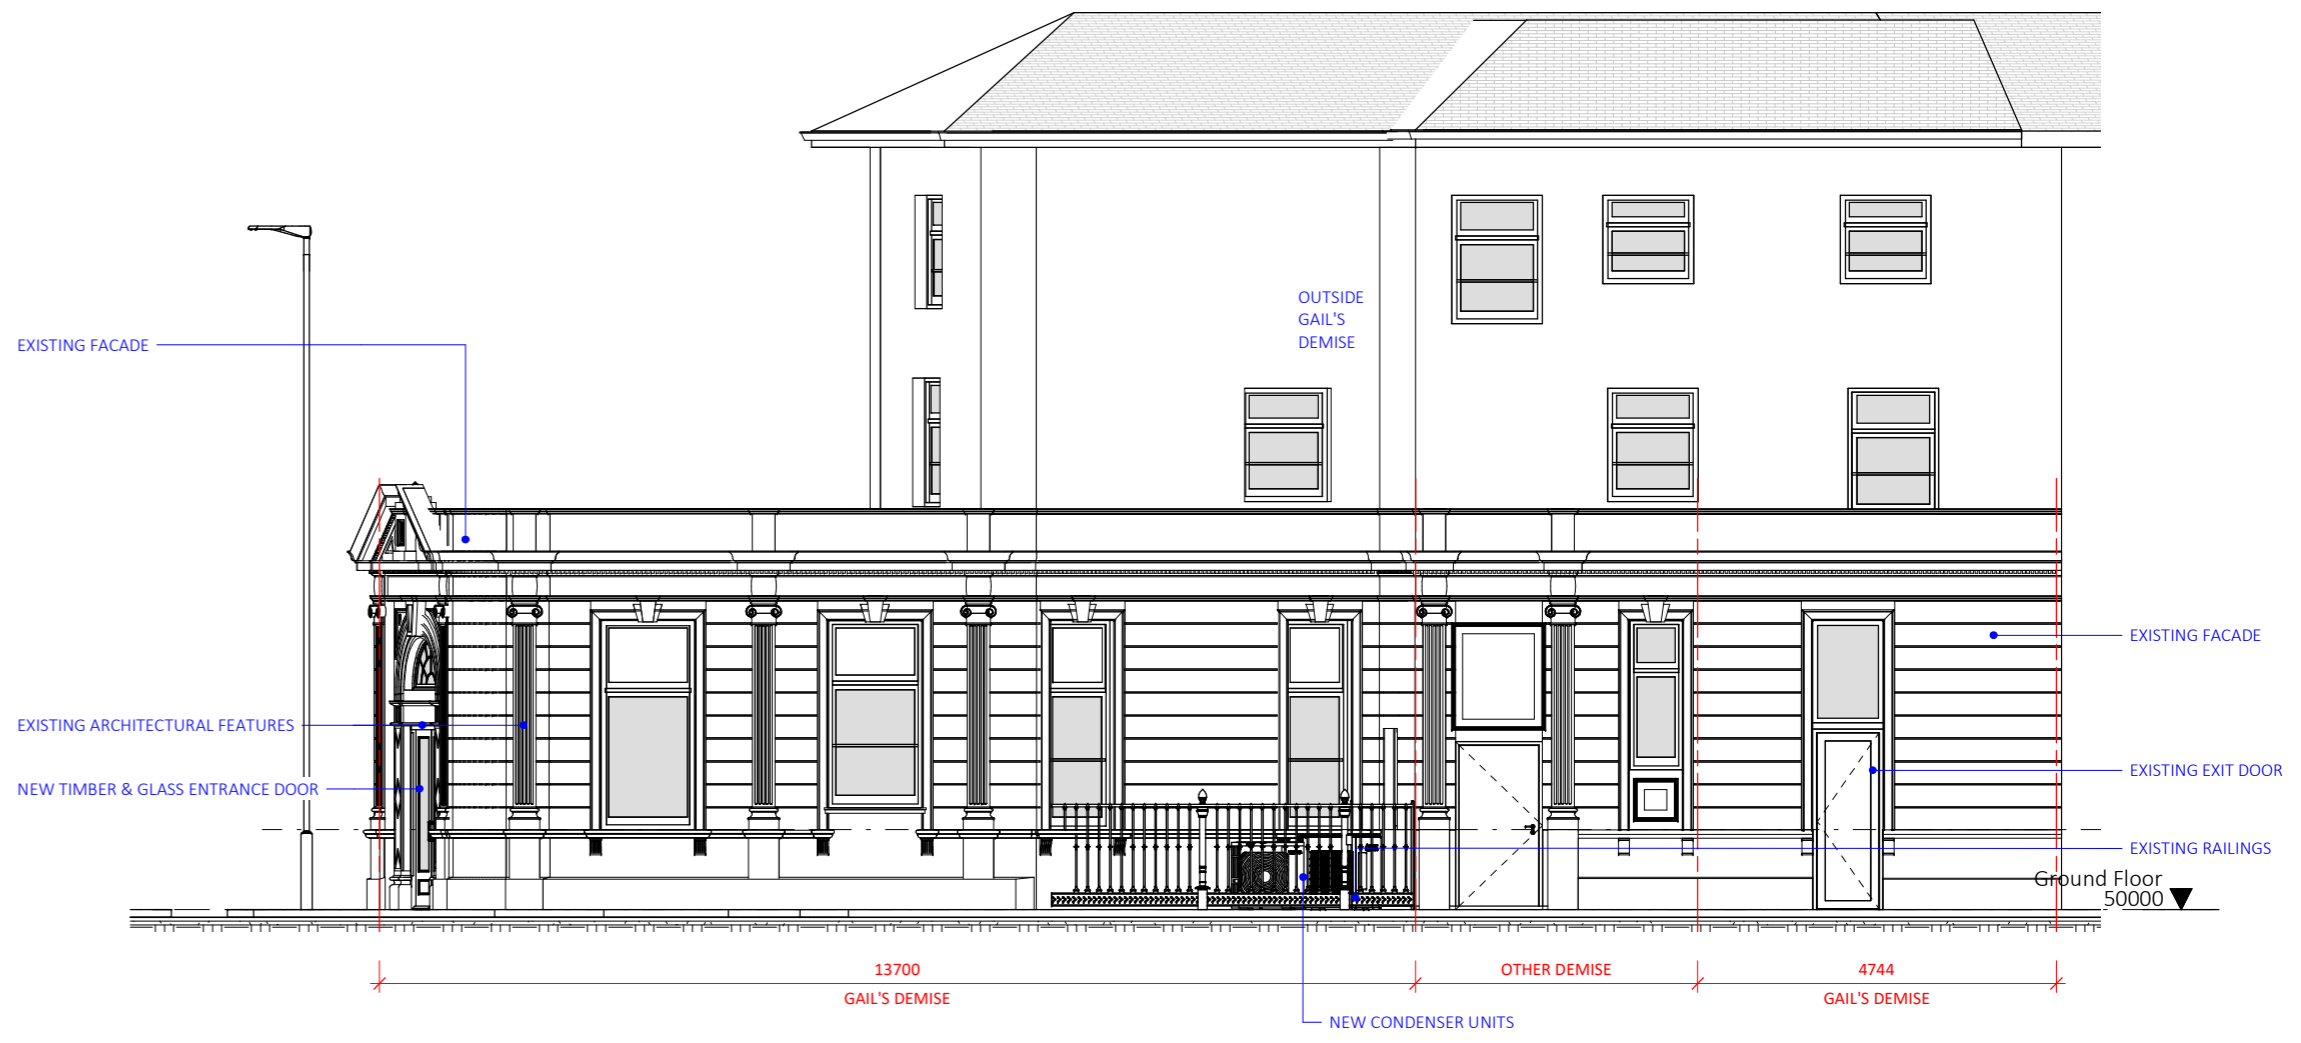 OUTSIDE
GAIL'S
DEMISE
EXISTING FACADE
EXISTING FACADE
EXISTING ARCHITECTURAL FEATURES
EXISTING EXIT DOOR
NEW TIMBER & GLASS ENTRANCE DOOR
EXISTING RAILINGS
Ground Floor
50000
13700
OTHER DEMISE
4744
GAIL'S DEMISE
GAIL'S DEMISE
NEW CONDENSER UNITS